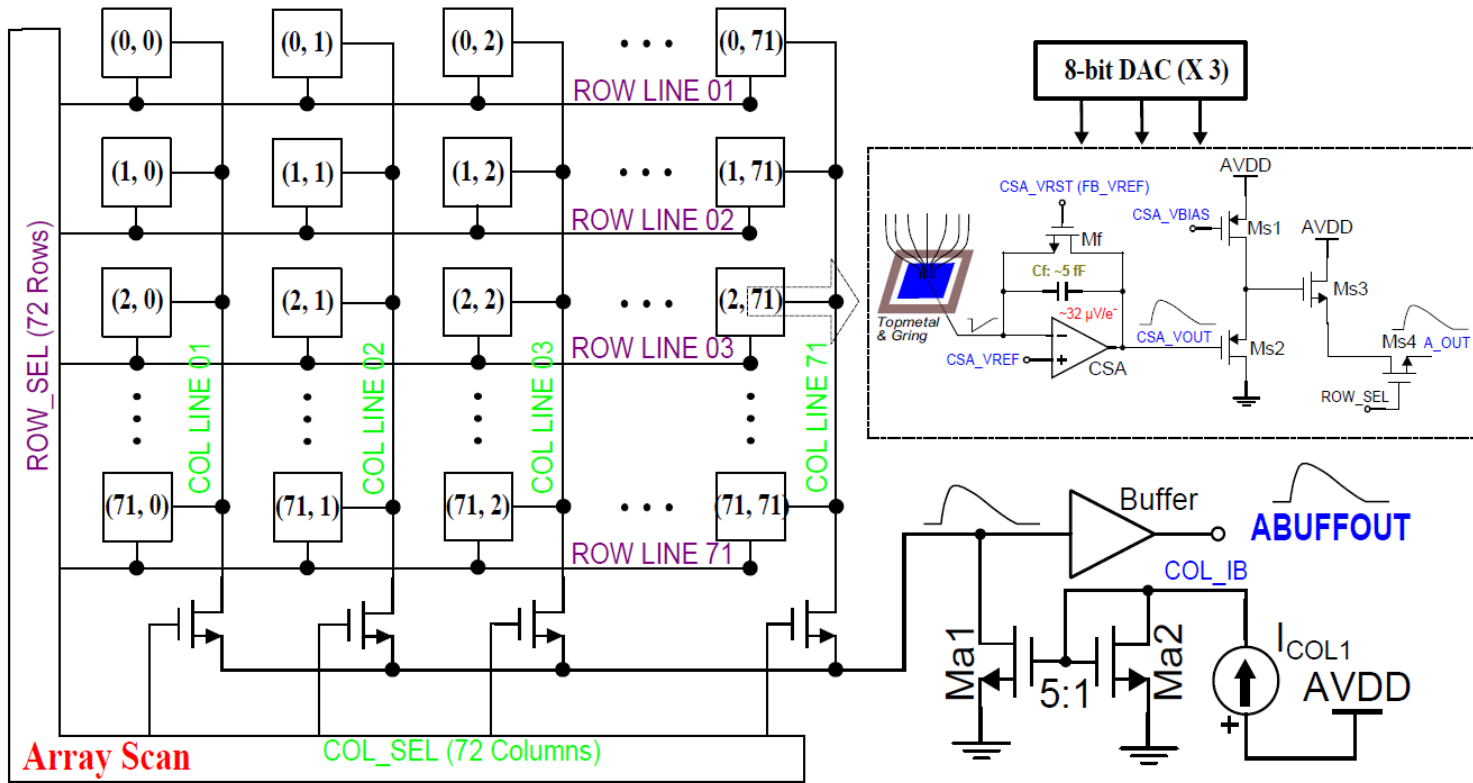 (0, 0) (0, 1) (0, 2) (0, 71)
ROW LINE 01
(1, 0) (1, 1) (1, 2) (1, 71)
ROW LINE 02
(2, 0) (2, 1) (2, 2) (2, 71)
ROW LINE 03
COL LINE 01
COL LINE 02
COL LINE 03
COL LINE 71
(71, 0) (71, 1) (71, 2) (71, 71)
ROW LINE 71
ROW_SEL (72 Rows)
Array Scan
COL_SEL (72 Columns)
8-bit DAC (X 3)
CSA_VRST (FB_VREF)
Mf
Cf: ~5 fF
~32 μV/e⁻
Topmetal
& Gring
CSA_VREF
CSA
CSA_VOUT
AVDD
CSA_VBIAS
Ms1
AVDD
Ms3
Ms2
Ms4
A_OUT
ROW_SEL
Buffer
ABUFFOUT
COL_IB
Ma1
5:1
Ma2
ICOL1
AVDD